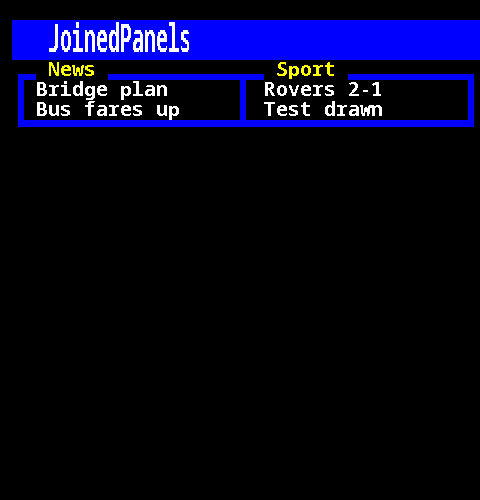 JoinedPanels
News Sport
Bridge plan Rovers 2-1
Bus fares up Test drawn